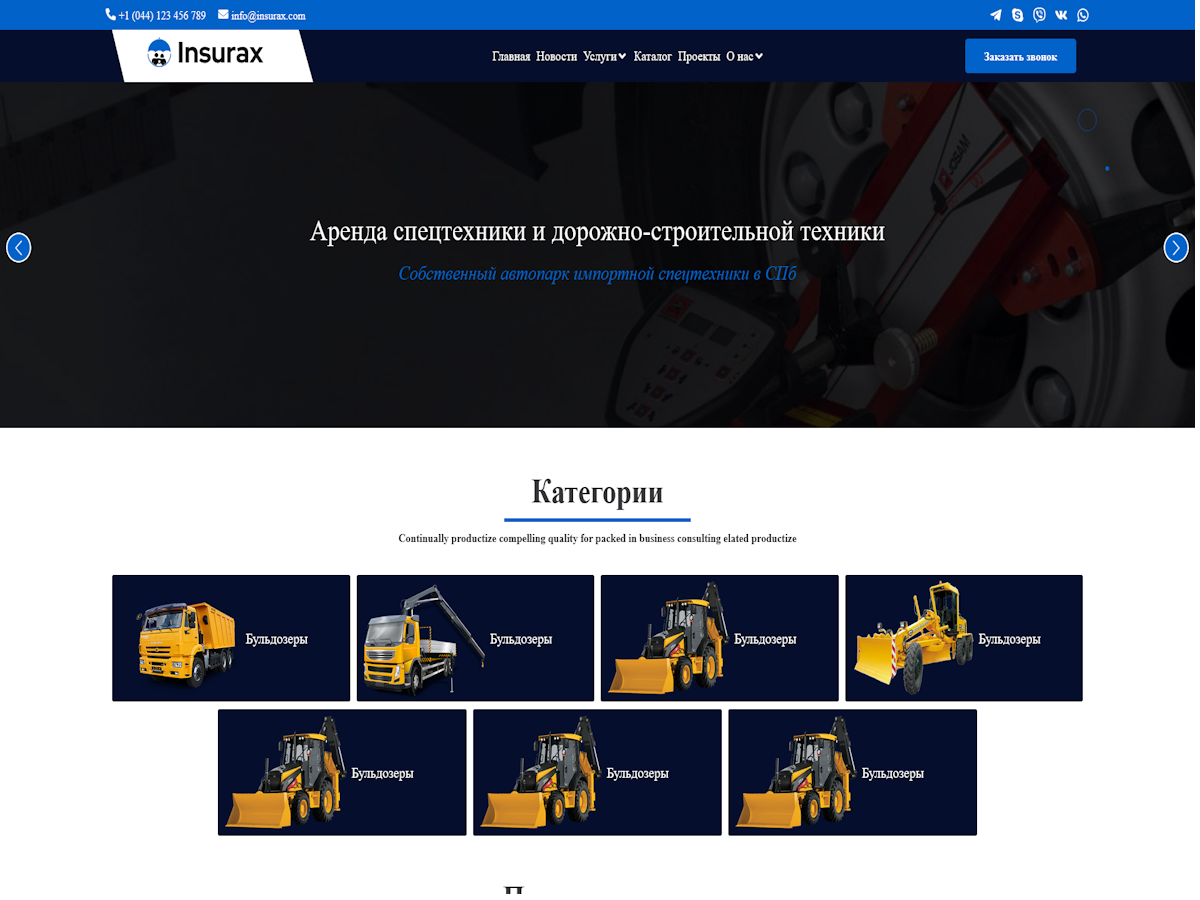 +1 (044) 123 456 789 info@insurax.com
Insurax
Главная Новости Услуги Каталог Проекты О нас
Заказать звонок
JOSAM
Аренда спецтехники и дорожно-строительной техники
Собственный автопарк импортной спецтехники в СПб
Категории
Continually productize compelling quality for packed in business consulting elated productize
Бульдозеры
Бульдозеры
Бульдозеры
Бульдозеры
Бульдозеры
Бульдозеры
Бульдозеры